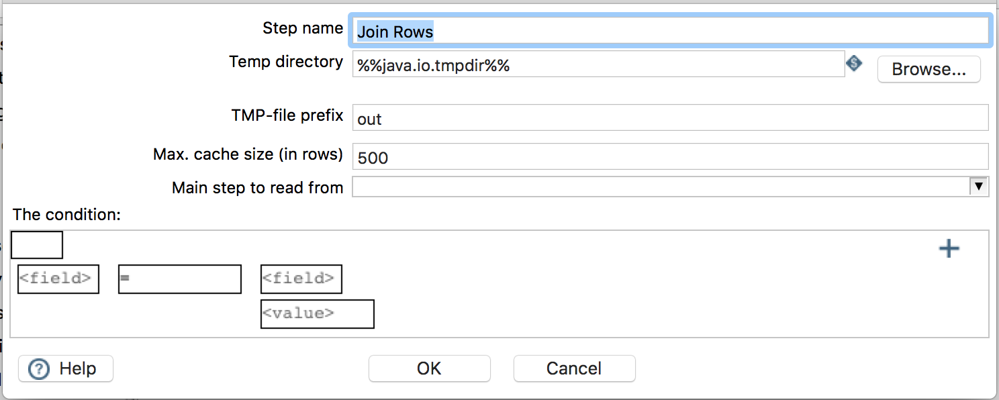 Step name Join Rows
Temp directory %%java.io.tmpdir%% Browse...
TMP-file prefix out
Max. cache size (in rows) 500
Main step to read from
The condition:
<field> = <field>
<value>
Help OK Cancel